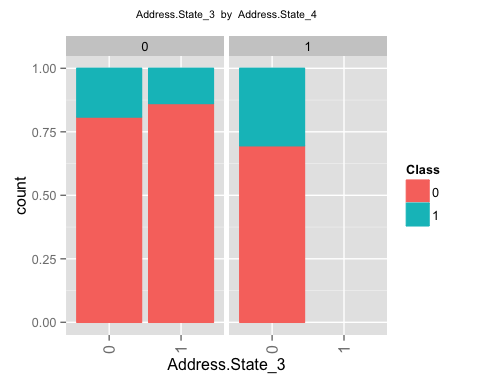 Address.State_3 by Address.State_4
0 1
1.00
0.75
0.50
0.25
0.00
count
0 1 0 1
Address.State_3
Class
0
1